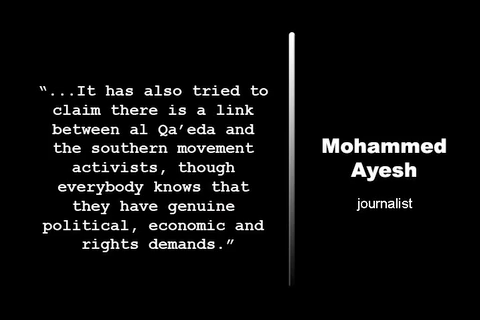 “...It has also tried to
claim there is a link
between al Qa’eda and
the southern movement
activists, though
everybody knows that
they have genuine
political, economic and
rights demands.”
Mohammed
Ayesh
journalist